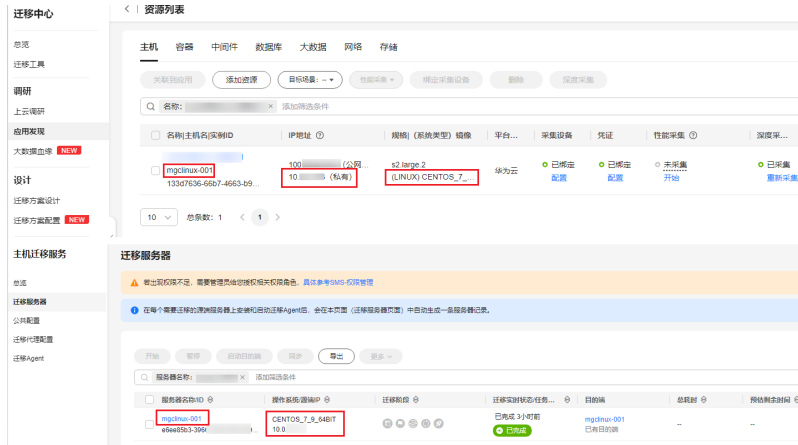 迁移中心
总览
迁移工具
调研
上云调研
应用发现
大数据血缘 NEW
设计
迁移方案设计
迁移方案配置 NEW
资源列表
主机 容器 中间件 数据库 大数据 网络 存储
关联到应用 添加资源 目标场景: -- 性能采集 绑定采集设备 删除 深度采集
名称: × 添加筛选条件
名称|主机名|实例ID IP地址 规格| (系统类型) 镜像 平台... 采集设备 凭证 性能采集 深度采...
100. (公网... s2.large.2 华为云 已绑定 已绑定 未采集 已采集
mgclinux-001 10. (私有) (LINUX) CENTOS_7_... 配置 配置 开始 重新采集
133d7636-66b7-4663-b9...
10 总条数: 1 < 1 >
主机迁移服务
总览
迁移服务器
公共配置
迁移代理配置
迁移Agent
迁移服务器
若出现权限不足, 需要管理员给您授权相关权限角色。具体参考SMS-权限管理
在每个需要迁移的源端服务器上安装和启动迁移Agent后, 会在本页面 (迁移服务器页面) 中自动生成一条服务器记录。
开始 暂停 启动目的端 同步 导出 更多
服务器名称: × 添加筛选条件
服务器名称/ID 操作系统/源端IP 迁移阶段 迁移实时状态/任务... 目的端 总耗时 预估剩余时间
mgclinux-001 CENTOS_7_9_64BIT 已完成 3小时前 mgclinux-001 -- --
e6ee85b3-396 10.0 已完成 已有目的端